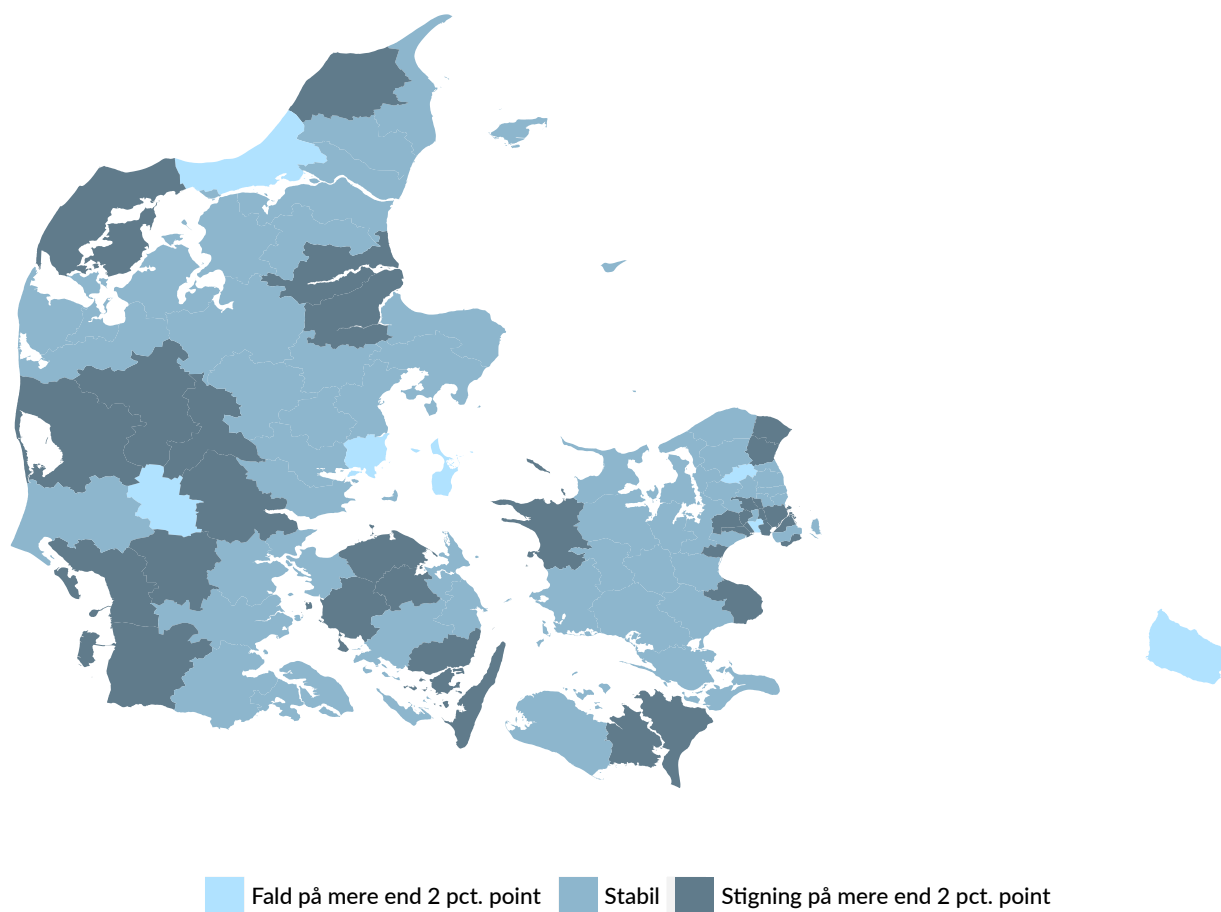 Fald på mere end 2 pct. point Stabil Stigning på mere end 2 pct. point